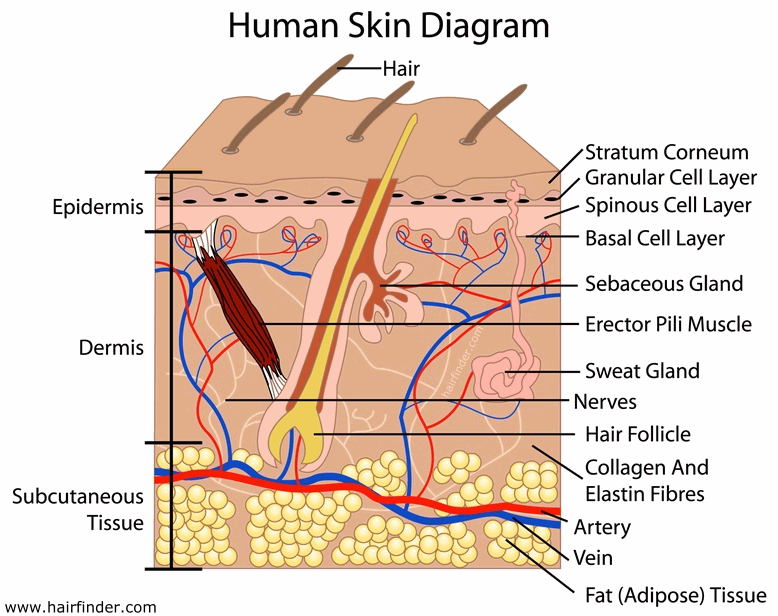 Human Skin Diagram
Hair
Stratum Corneum
Granular Cell Layer
Spinous Cell Layer
Basal Cell Layer
Sebaceous Gland
Erector Pili Muscle
Sweat Gland
Nerves
Hair Follicle
Collagen And
Elastin Fibres
Artery
Vein
Fat (Adipose) Tissue
Epidermis
Dermis
Subcutaneous
Tissue
hairfinder.com
www.hairfinder.com